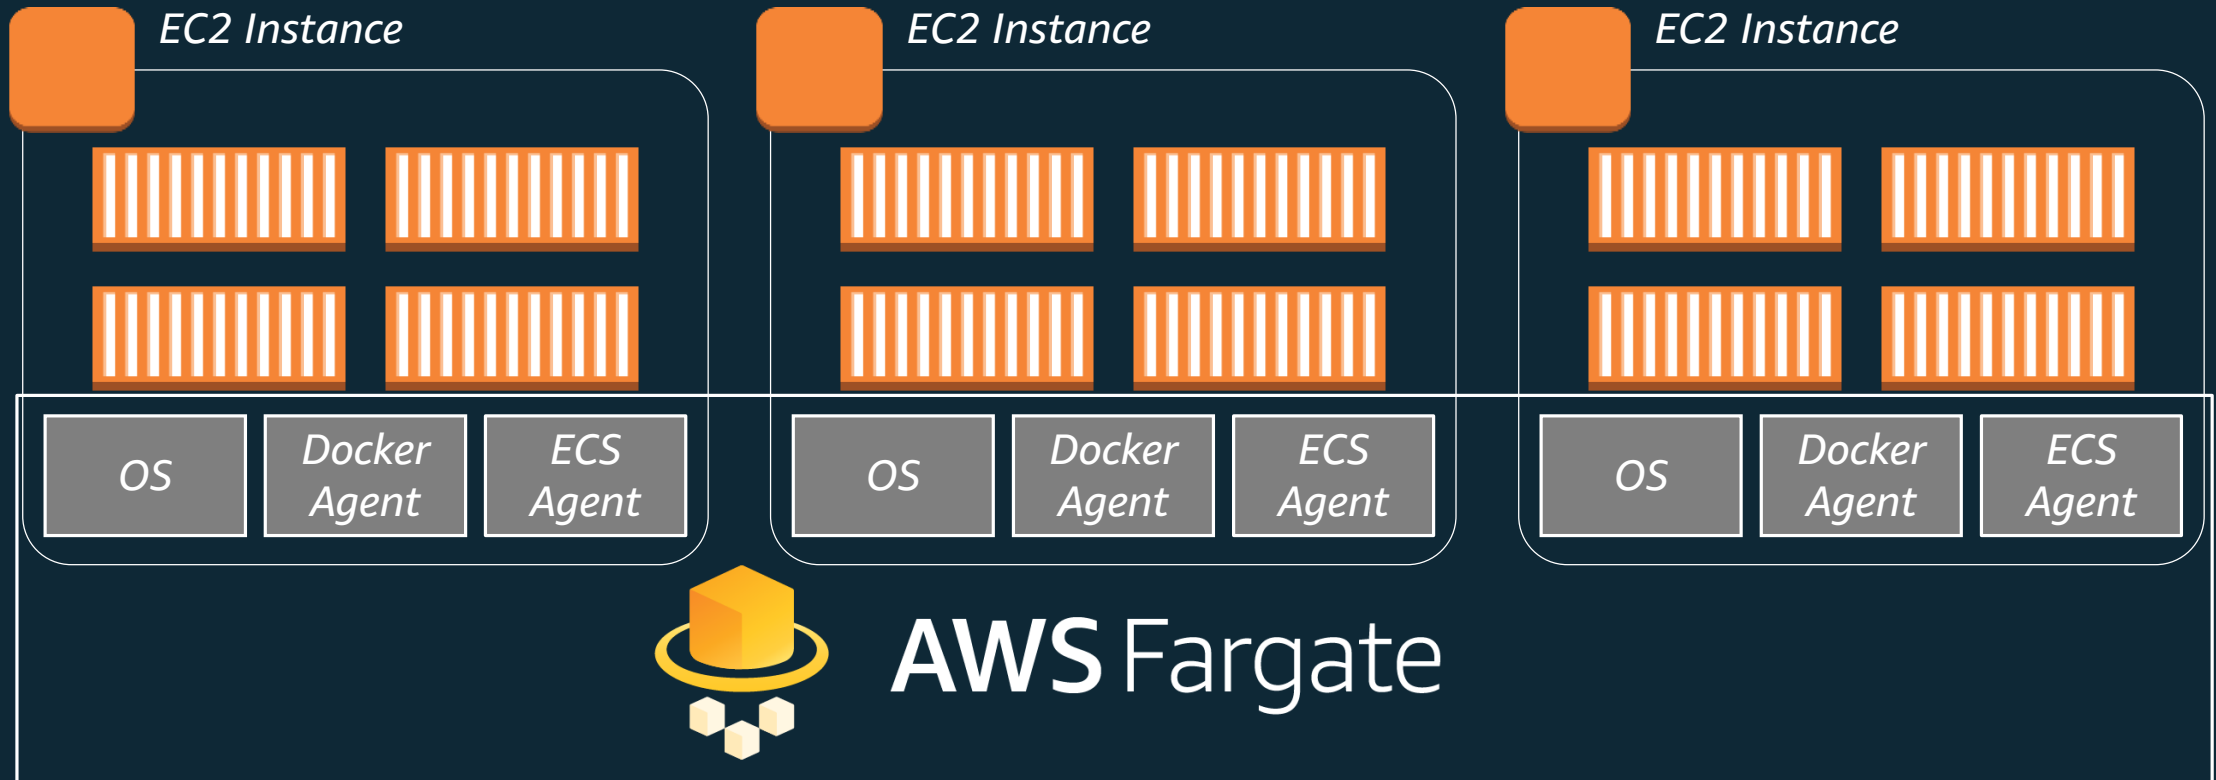 EC2 Instance
EC2 Instance
EC2 Instance
OS
Docker
Agent
ECS
Agent
OS
Docker
Agent
ECS
Agent
OS
Docker
Agent
ECS
Agent
AWS Fargate